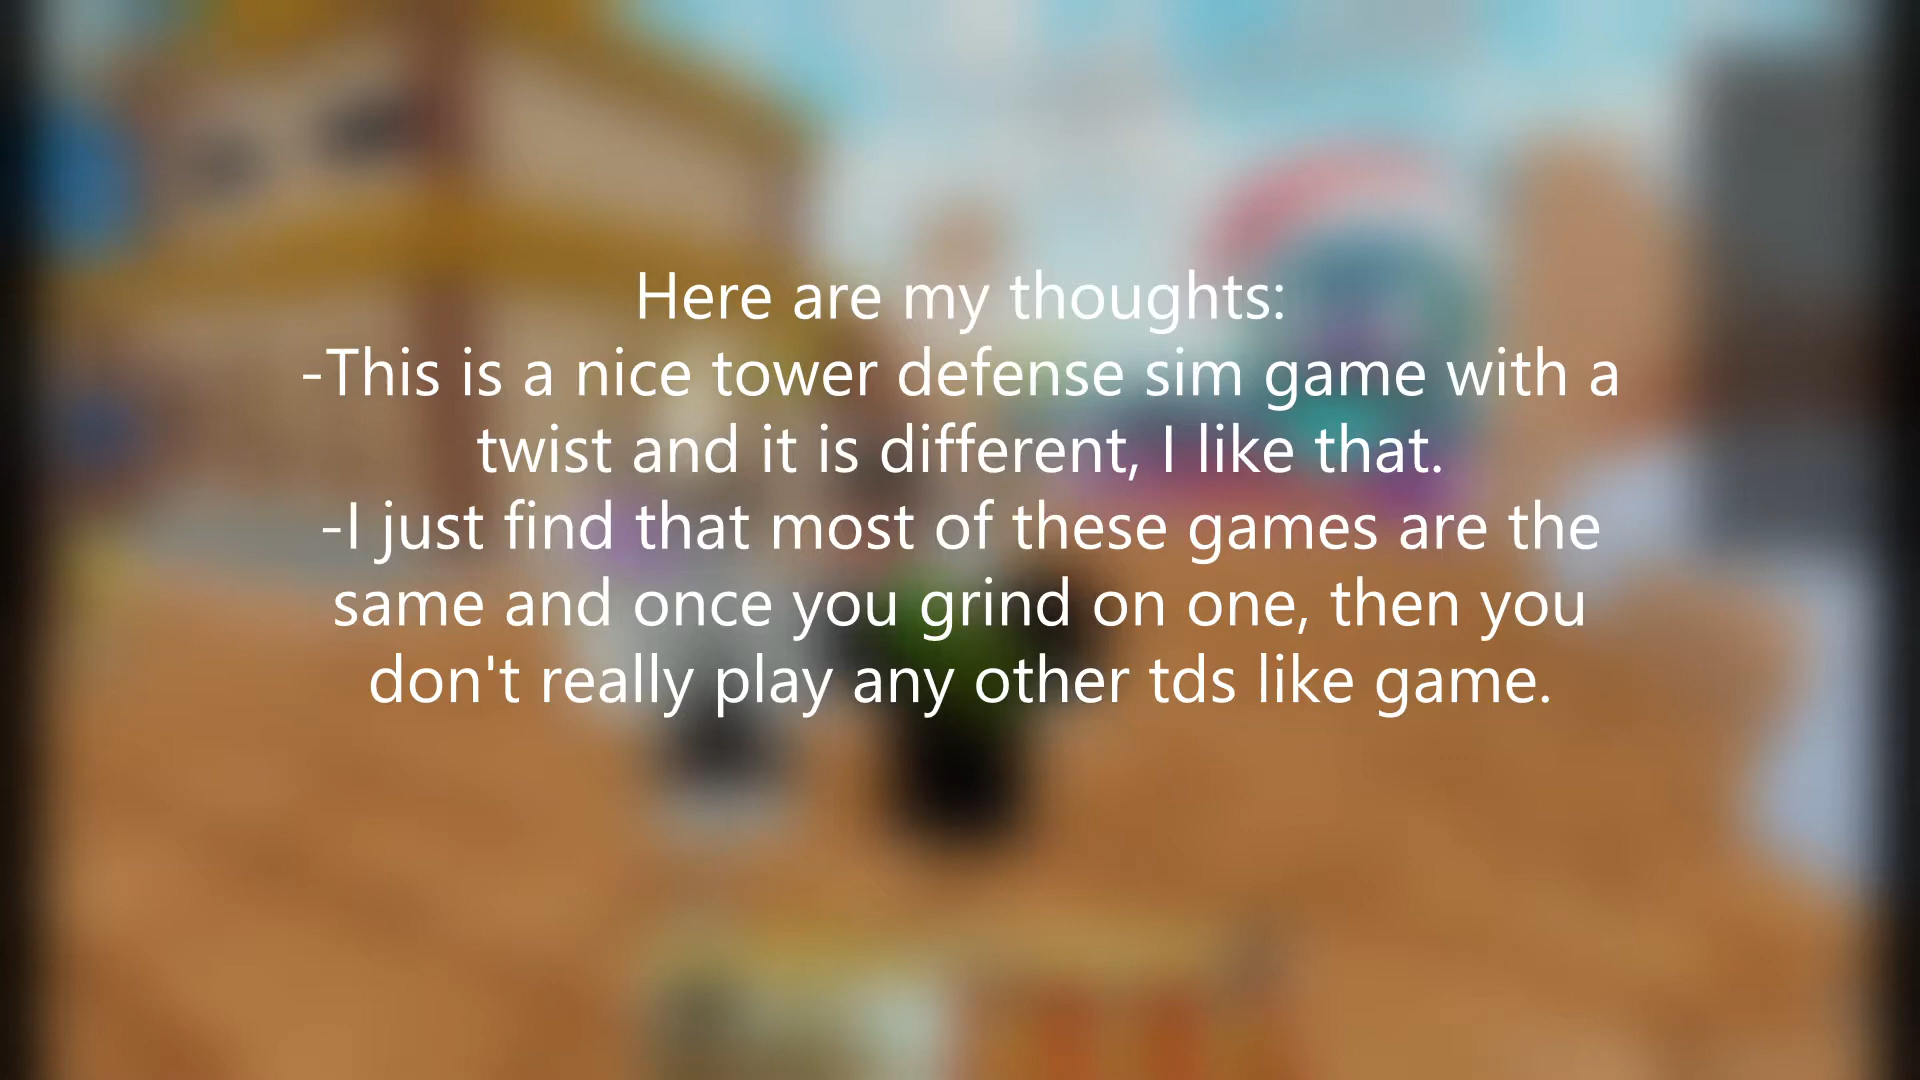 Here are my thoughts:
-This is a nice tower defense sim game with a
twist and it is different, I like that.
-I just find that most of these games are the
same and once you grind on one, then you
don't really play any other tds like game.